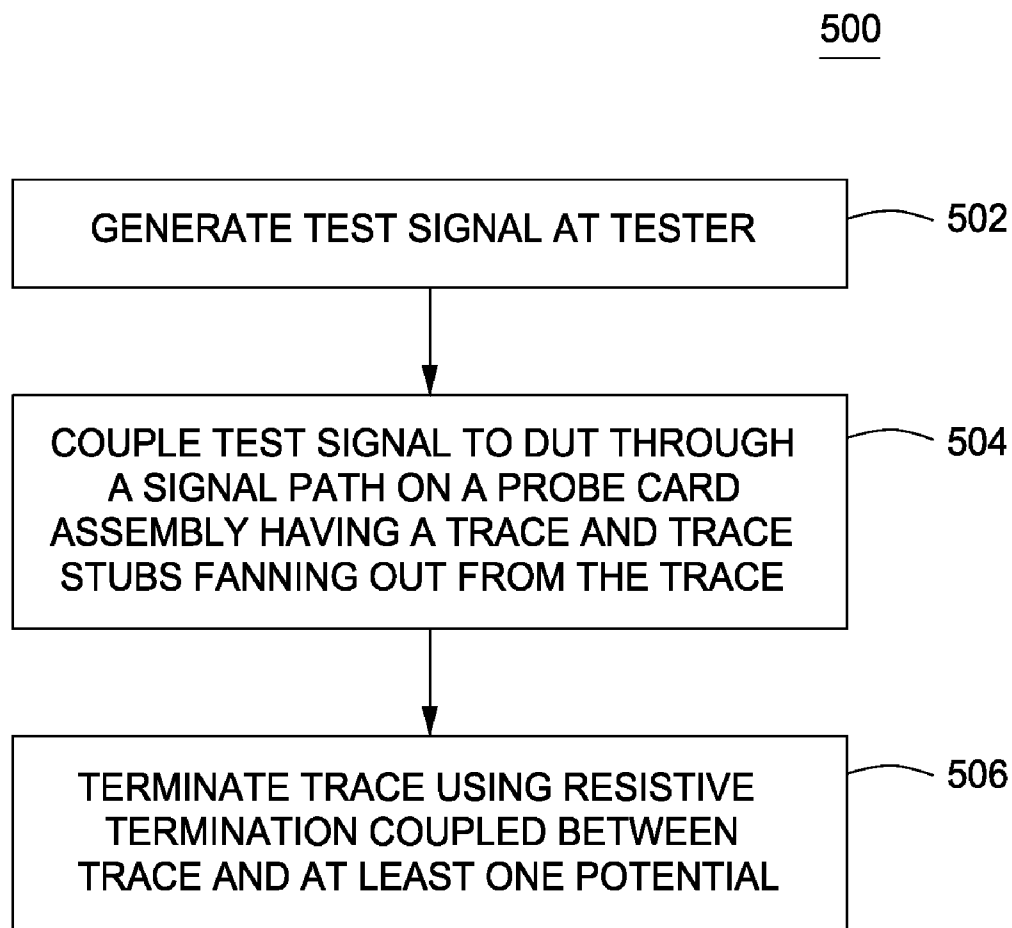 500
GENERATE TEST SIGNAL AT TESTER
502
COUPLE TEST SIGNAL TO DUT THROUGH
A SIGNAL PATH ON A PROBE CARD
ASSEMBLY HAVING A TRACE AND TRACE
STUBS FANNING OUT FROM THE TRACE
504
TERMINATE TRACE USING RESISTIVE
TERMINATION COUPLED BETWEEN
TRACE AND AT LEAST ONE POTENTIAL
506